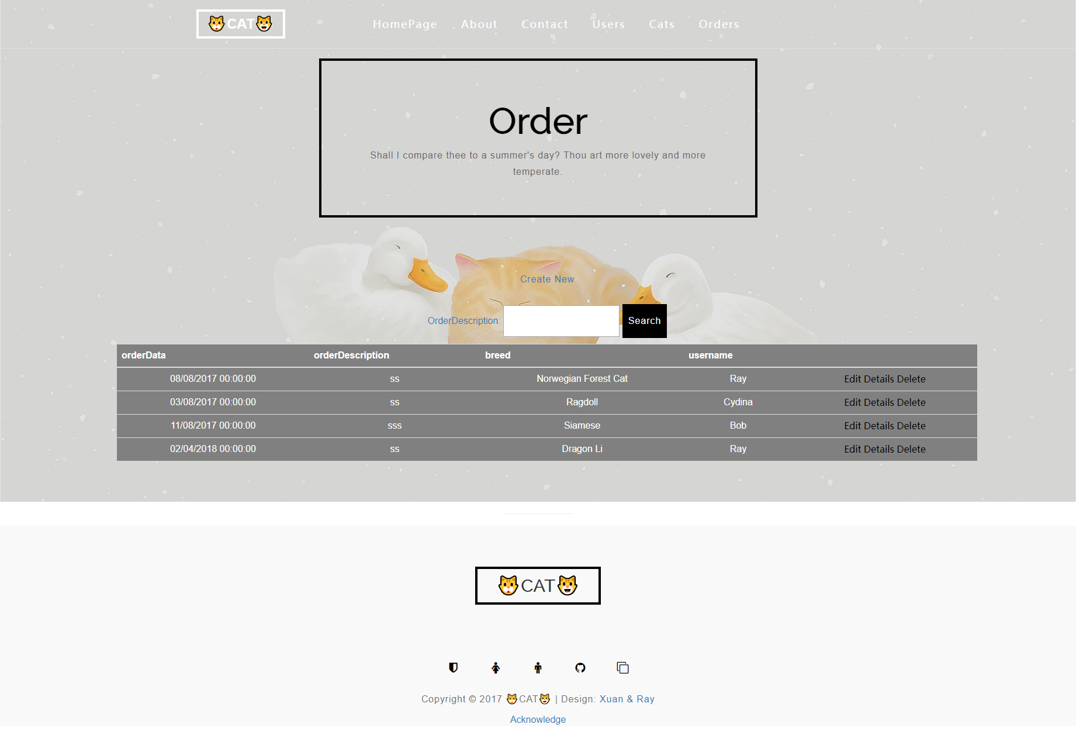 🐱CAT🐱 HomePage About Contact Users Cats Orders
Order
Shall I compare thee to a summer's day? Thou art more lovely and more
temperate.
Create New
OrderDescription: Search
orderData orderDescription breed username
08/08/2017 00:00:00 ss Norwegian Forest Cat Ray Edit Details Delete
03/08/2017 00:00:00 ss Ragdoll Cydina Edit Details Delete
11/08/2017 00:00:00 sss Siamese Bob Edit Details Delete
02/04/2018 00:00:00 ss Dragon Li Ray Edit Details Delete
🐱CAT🐱
Copyright © 2017 🐱CAT🐱 | Design: Xuan & Ray
Acknowledge